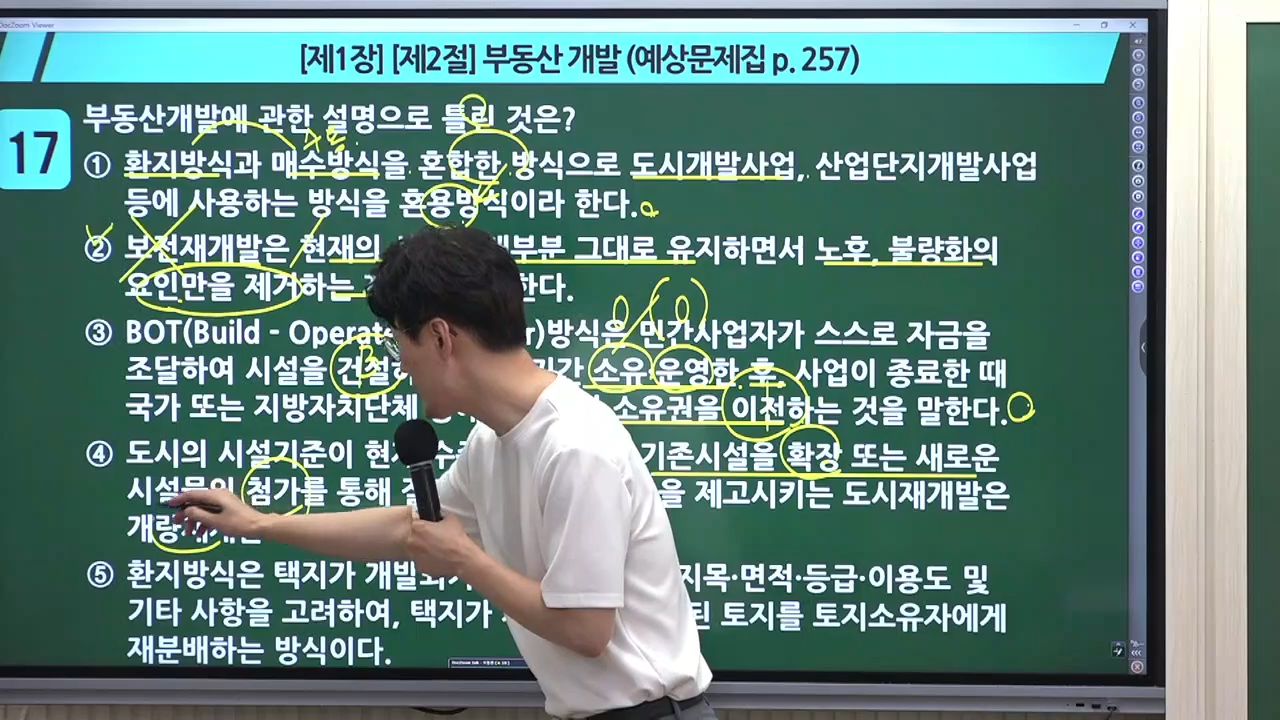 DocZoom Viewer
[제1장] [제2절] 부동산 개발 (예상문제집 p. 257)
17
부동산개발에 관한 설명으로 틀린 것은?
① 환지방식과 매수방식을 혼합한 방식으로 도시개발사업, 산업단지개발사업
등에 사용하는 방식을 혼용방식이라 한다.
② 보전재개발은 현재의 대부분 그대로 유지하면서 노후, 불량화의
요인만을 제거하는 한다.
③ BOT(Build - Operate r)방식은 민간사업자가 스스로 자금을
조달하여 시설을 건설 기간 소유·운영한 후, 사업이 종료한 때
국가 또는 지방자치단체 소유권을 이전하는 것을 말한다.
④ 도시의 시설기준이 현 수 기존시설을 확장 또는 새로운
시설물의 첨가를 통해 을 제고시키는 도시재개발은
개량재개발
⑤ 환지방식은 택지가 개발되기 지목·면적·등급·이용도 및
기타 사항을 고려하여, 택지가 된 토지를 토지소유자에게
재분배하는 방식이다.